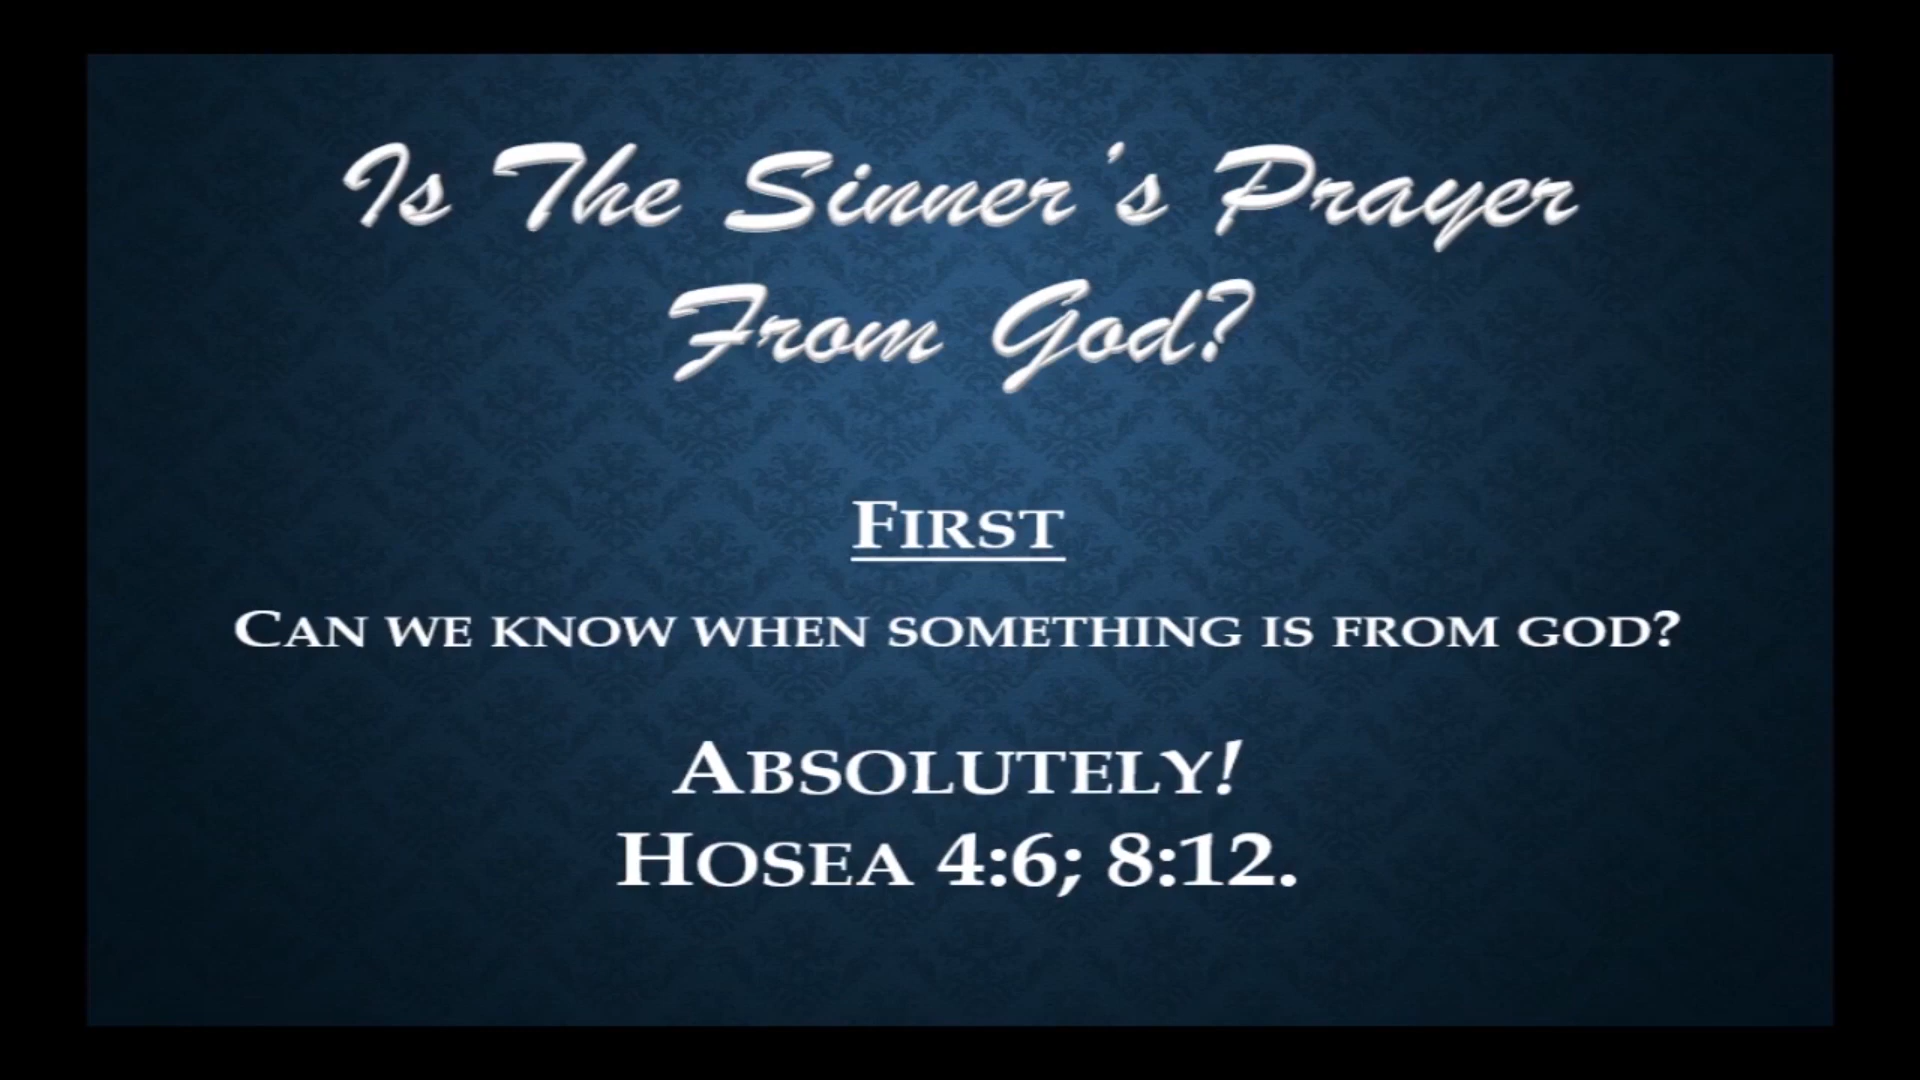 Is The Sinner's Prayer
From God?
First
Can we know when something is from god?
Absolutely!
Hosea 4:6; 8:12.